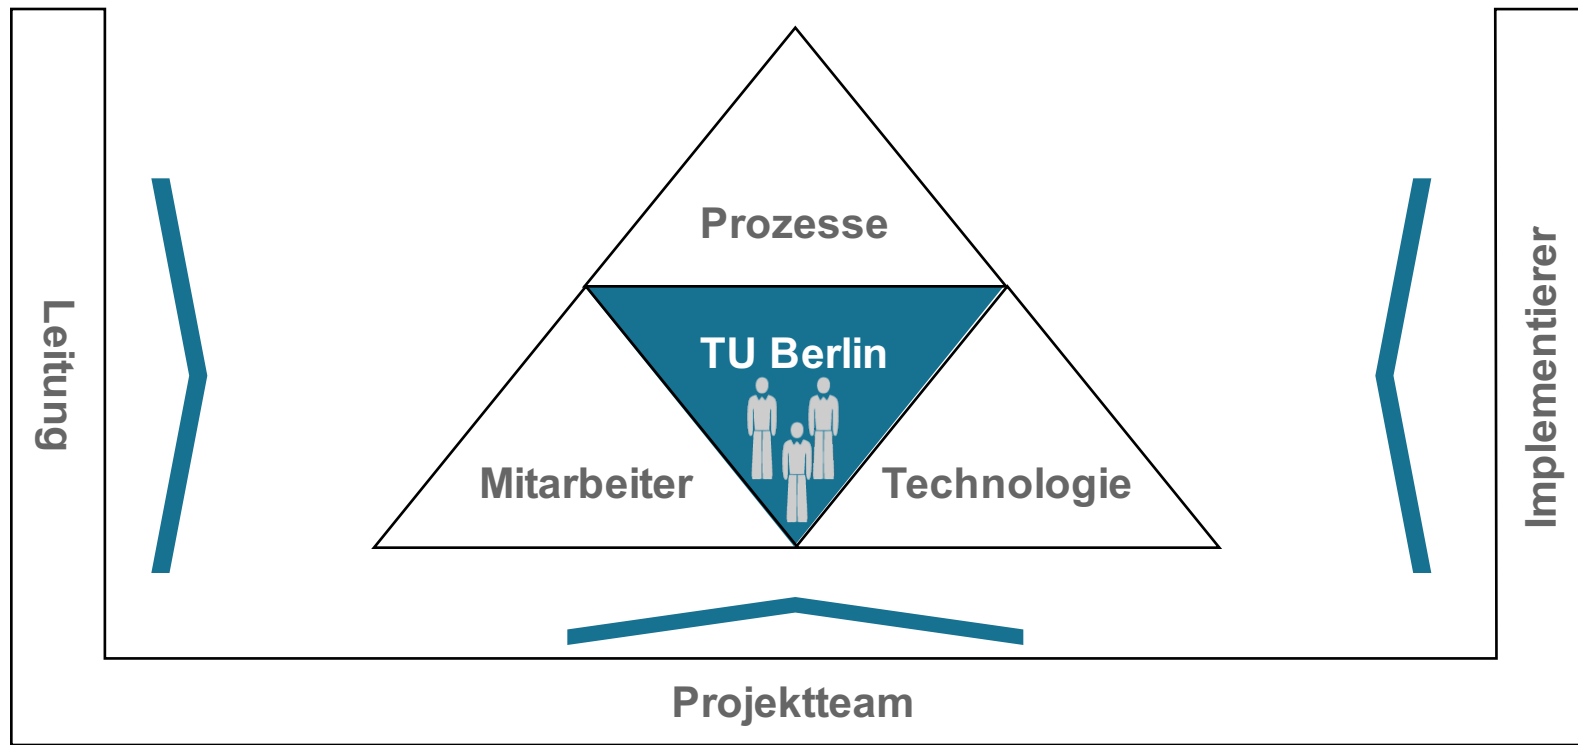 Prozesse
Leitung
TU Berlin
Implementierer
Mitarbeiter
Technologie
Projektteam